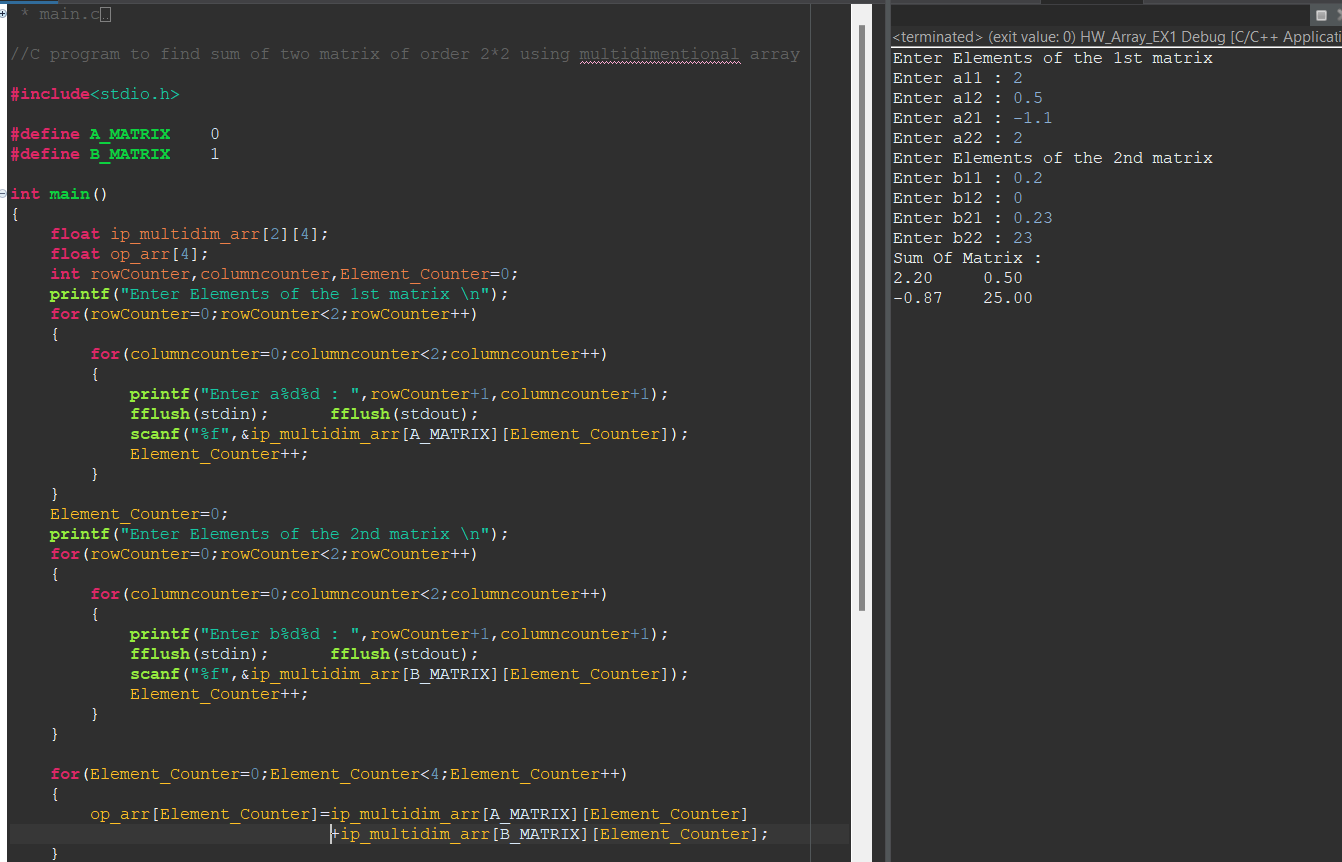 * main.c
//C program to find sum of two matrix of order 2*2 using multidimentional array
#include<stdio.h>
#define A_MATRIX    0
#define B_MATRIX    1
int main()
{
    float ip_multidim_arr[2][4];
    float op_arr[4];
    int rowCounter,columncounter,Element_Counter=0;
    printf("Enter Elements of the 1st matrix \n");
    for(rowCounter=0;rowCounter<2;rowCounter++)
    {
        for(columncounter=0;columncounter<2;columncounter++)
        {
            printf("Enter a%d%d : ",rowCounter+1,columncounter+1);
            fflush(stdin);      fflush(stdout);
            scanf("%f",&ip_multidim_arr[A_MATRIX][Element_Counter]);
            Element_Counter++;
        }
    }
    Element_Counter=0;
    printf("Enter Elements of the 2nd matrix \n");
    for(rowCounter=0;rowCounter<2;rowCounter++)
    {
        for(columncounter=0;columncounter<2;columncounter++)
        {
            printf("Enter b%d%d : ",rowCounter+1,columncounter+1);
            fflush(stdin);      fflush(stdout);
            scanf("%f",&ip_multidim_arr[B_MATRIX][Element_Counter]);
            Element_Counter++;
        }
    }
    for(Element_Counter=0;Element_Counter<4;Element_Counter++)
    {
        op_arr[Element_Counter]=ip_multidim_arr[A_MATRIX][Element_Counter]
                                +ip_multidim_arr[B_MATRIX][Element_Counter];
    }
<terminated> (exit value: 0) HW_Array_EX1 Debug [C/C++ Applicati
Enter Elements of the 1st matrix
Enter a11 : 2
Enter a12 : 0.5
Enter a21 : -1.1
Enter a22 : 2
Enter Elements of the 2nd matrix
Enter b11 : 0.2
Enter b12 : 0
Enter b21 : 0.23
Enter b22 : 23
Sum Of Matrix :
2.20    0.50
-0.87    25.00